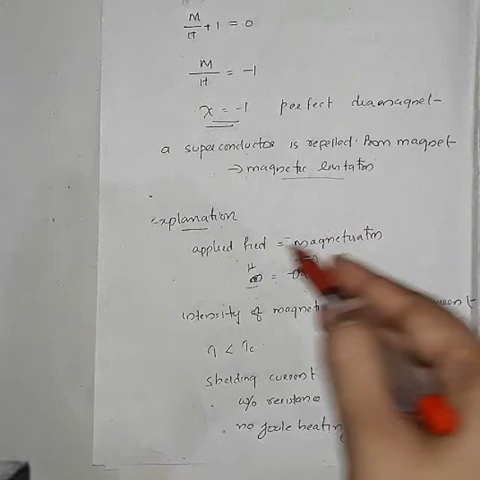 M/H + 1 = 0
M/H = -1
χ = -1 perfect diamagnet
a superconductor is repelled from magnet
→ magnetic levitation
Explanation
applied field = -magnetization
H =
intensity of magnet
T < Tc
shielding current
w/o resistance
no Joule heating